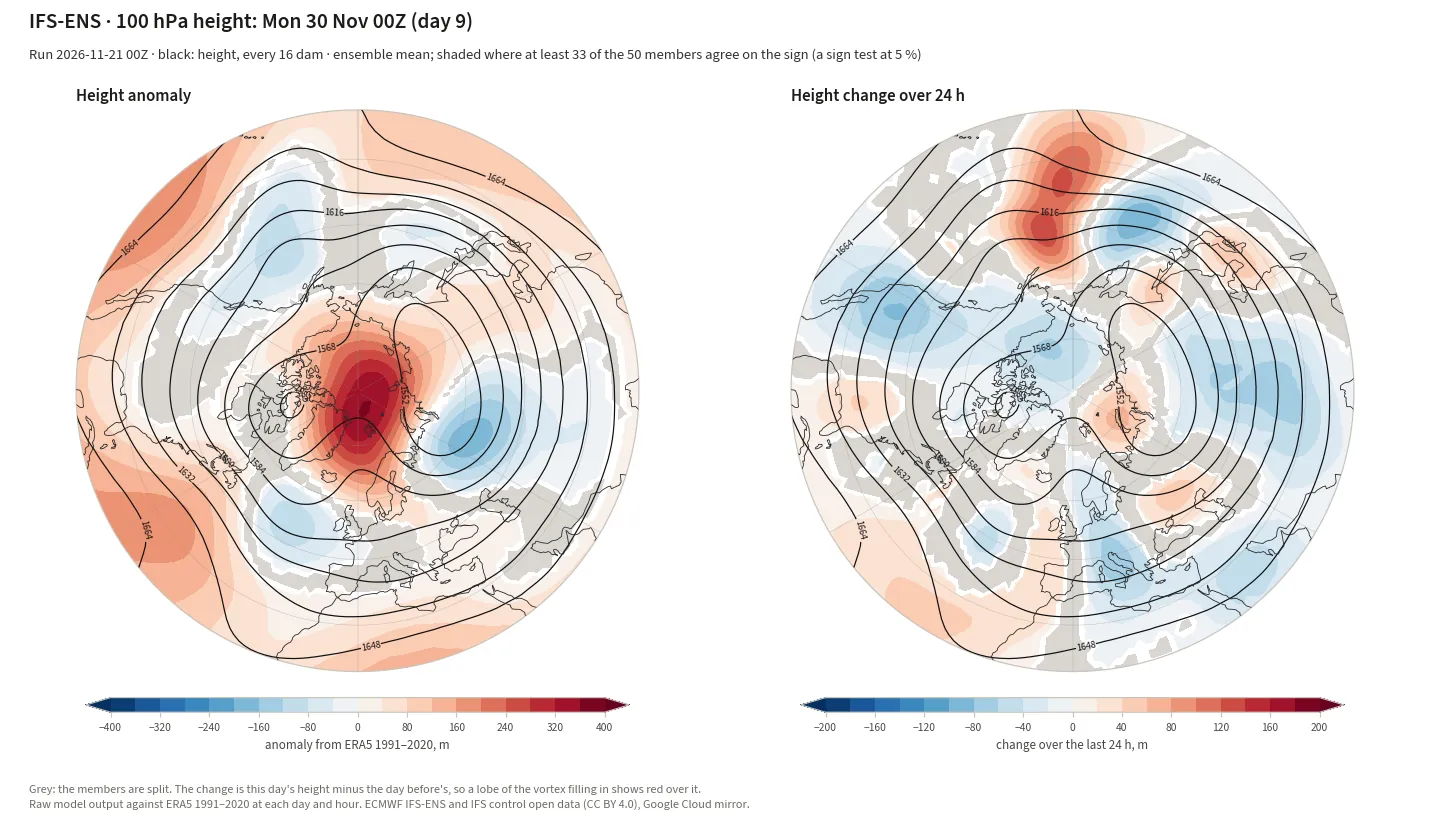 IFS-ENS · 100 hPa height: Mon 30 Nov 00Z (day 9)
Run 2026-11-21 00Z · black: height, every 16 dam · ensemble mean; shaded where at least 33 of the 50 members agree on the sign (a sign test at 5 %)
Height anomaly
Height change over 24 h
1664
1616
1664
1568
1552
1584
1632
1664
1648
1664
1616
1664
1568
1552
1584
1632
1664
1648
−400 −320 −240 −160 −80 0 80 160 240 320 400
anomaly from ERA5 1991–2020, m
−200 −160 −120 −80 −40 0 40 80 120 160 200
change over the last 24 h, m
Grey: the members are split. The change is this day's height minus the day before's, so a lobe of the vortex filling in shows red over it.
Raw model output against ERA5 1991–2020 at each day and hour. ECMWF IFS-ENS and IFS control open data (CC BY 4.0), Google Cloud mirror.